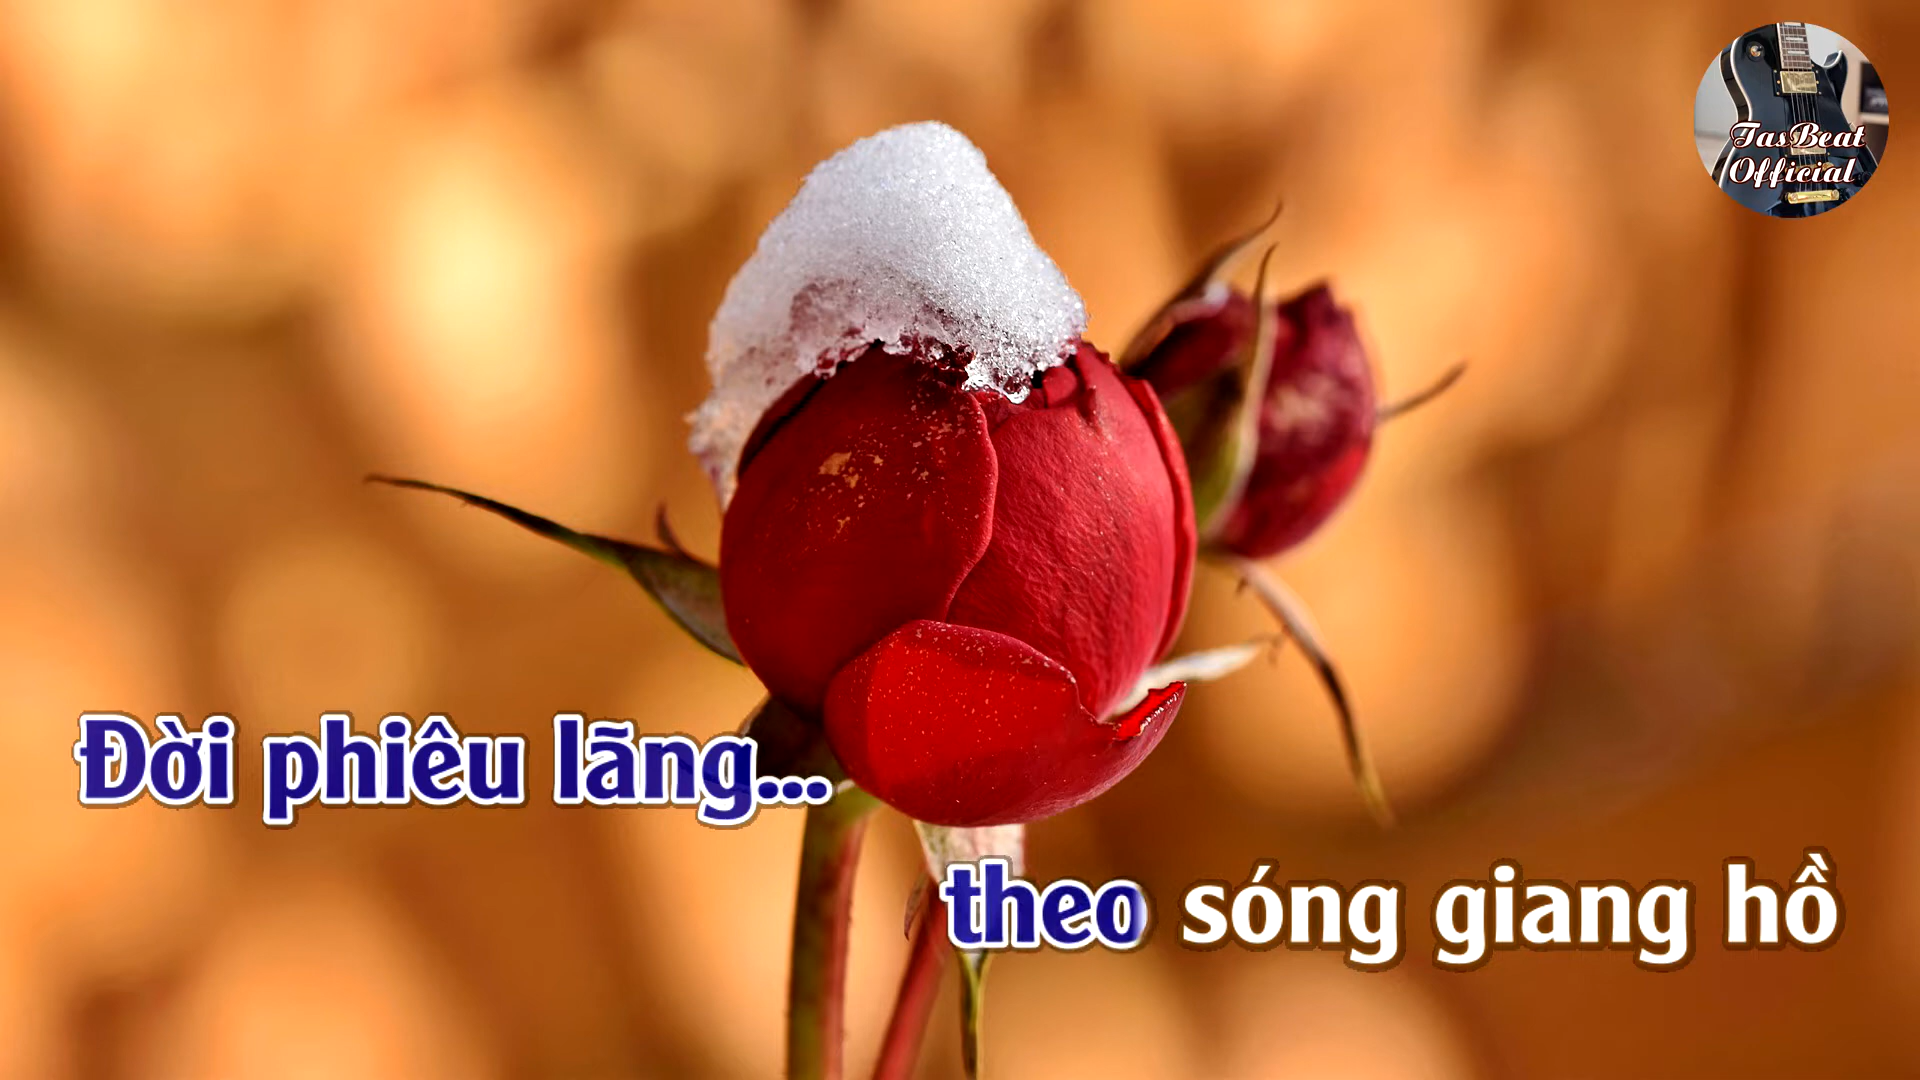 TasBeat
Official
Đời phiêu lãng...
theo sóng giang hồ